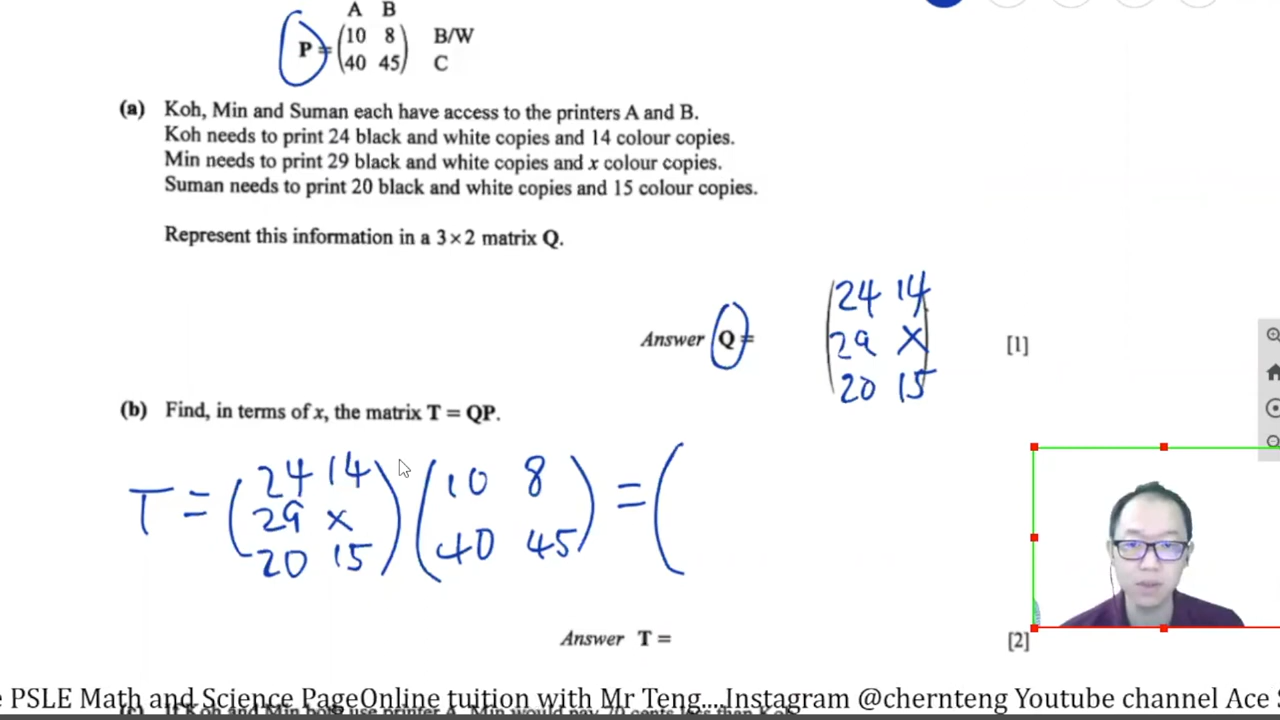 A B
P = (10 8) B/W
(40 45) C
(a) Koh, Min and Suman each have access to the printers A and B.
Koh needs to print 24 black and white copies and 14 colour copies.
Min needs to print 29 black and white copies and x colour copies.
Suman needs to print 20 black and white copies and 15 colour copies.
Represent this information in a 3×2 matrix Q.
24 14
Answer Q = 29 x [1]
20 15
(b) Find, in terms of x, the matrix T = QP.
T = (24 14
29 x
20 15) (10 8
40 45) = (
Answer T = [2]
e PSLE Math and Science PageOnline tuition with Mr Teng....Instagram @chernteng Youtube channel Ace S